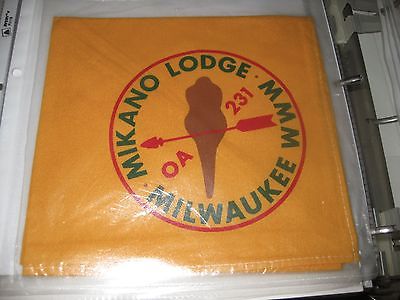 · MIKANO LODGE · WWW
MILWAUKEE
OA 231